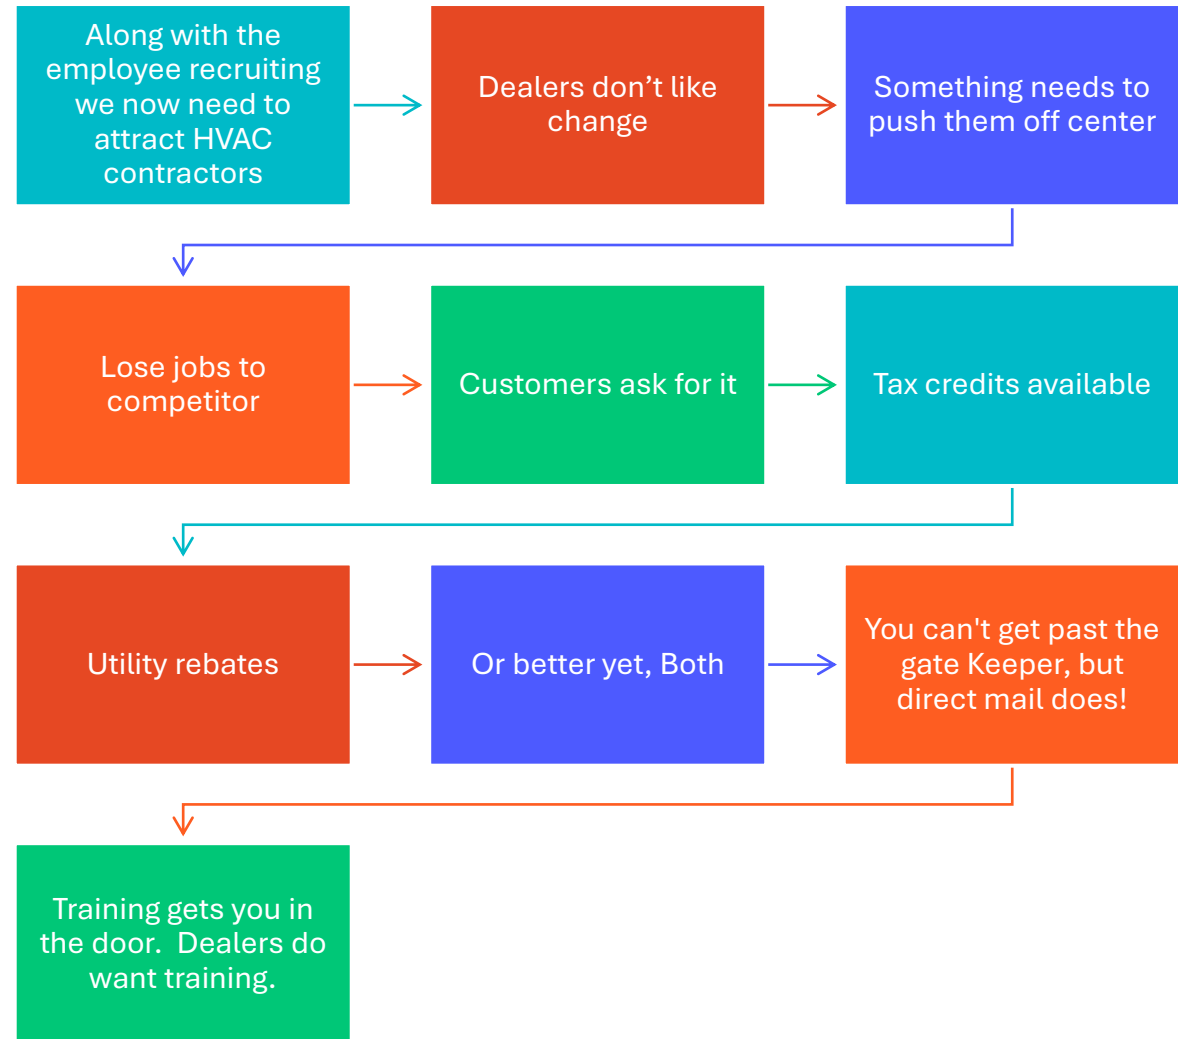 Along with the
employee recruiting
we now need to
attract HVAC
contractors
Dealers don’t like
change
Something needs to
push them off center
Lose jobs to
competitor
Customers ask for it
Tax credits available
Utility rebates
Or better yet, Both
You can't get past the
gate Keeper, but
direct mail does!
Training gets you in
the door.  Dealers do
want training.